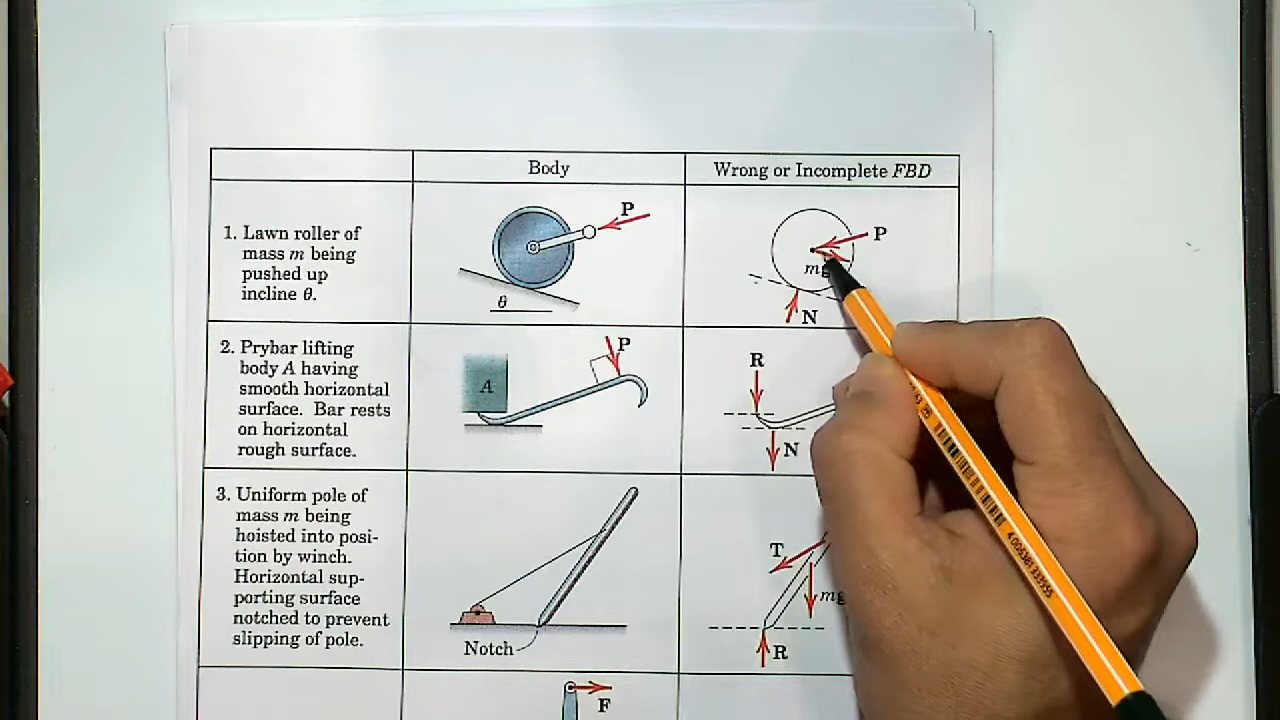 Body
Wrong or Incomplete FBD
1. Lawn roller of
mass m being
pushed up
incline θ.
P
θ
P
mg
N
2. Prybar lifting
body A having
smooth horizontal
surface. Bar rests
on horizontal
rough surface.
P
A
R
N
3. Uniform pole of
mass m being
hoisted into posi-
tion by winch.
Horizontal sup-
porting surface
notched to prevent
slipping of pole.
Notch
T
mg
R
F